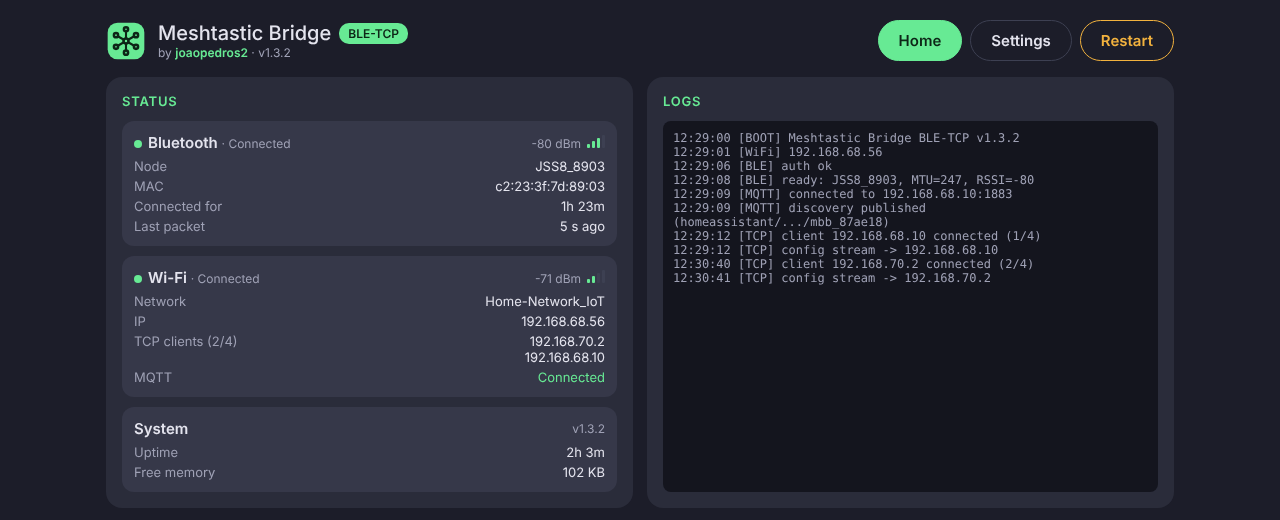 Meshtastic Bridge BLE-TCP
by joaopedros2 · v1.3.2
Home Settings Restart
STATUS
Bluetooth · Connected -80 dBm
Node JSS8_8903
MAC c2:23:3f:7d:89:03
Connected for 1h 23m
Last packet 5 s ago
Wi-Fi · Connected -71 dBm
Network Home-Network_IoT
IP 192.168.68.56
TCP clients (2/4) 192.168.70.2
192.168.68.10
MQTT Connected
System v1.3.2
Uptime 2h 3m
Free memory 102 KB
LOGS
12:29:00 [BOOT] Meshtastic Bridge BLE-TCP v1.3.2
12:29:01 [WiFi] 192.168.68.56
12:29:06 [BLE] auth ok
12:29:08 [BLE] ready: JSS8_8903, MTU=247, RSSI=-80
12:29:09 [MQTT] connected to 192.168.68.10:1883
12:29:09 [MQTT] discovery published
(homeassistant/.../mbb_87ae18)
12:29:12 [TCP] client 192.168.68.10 connected (1/4)
12:29:12 [TCP] config stream -> 192.168.68.10
12:30:40 [TCP] client 192.168.70.2 connected (2/4)
12:30:41 [TCP] config stream -> 192.168.70.2